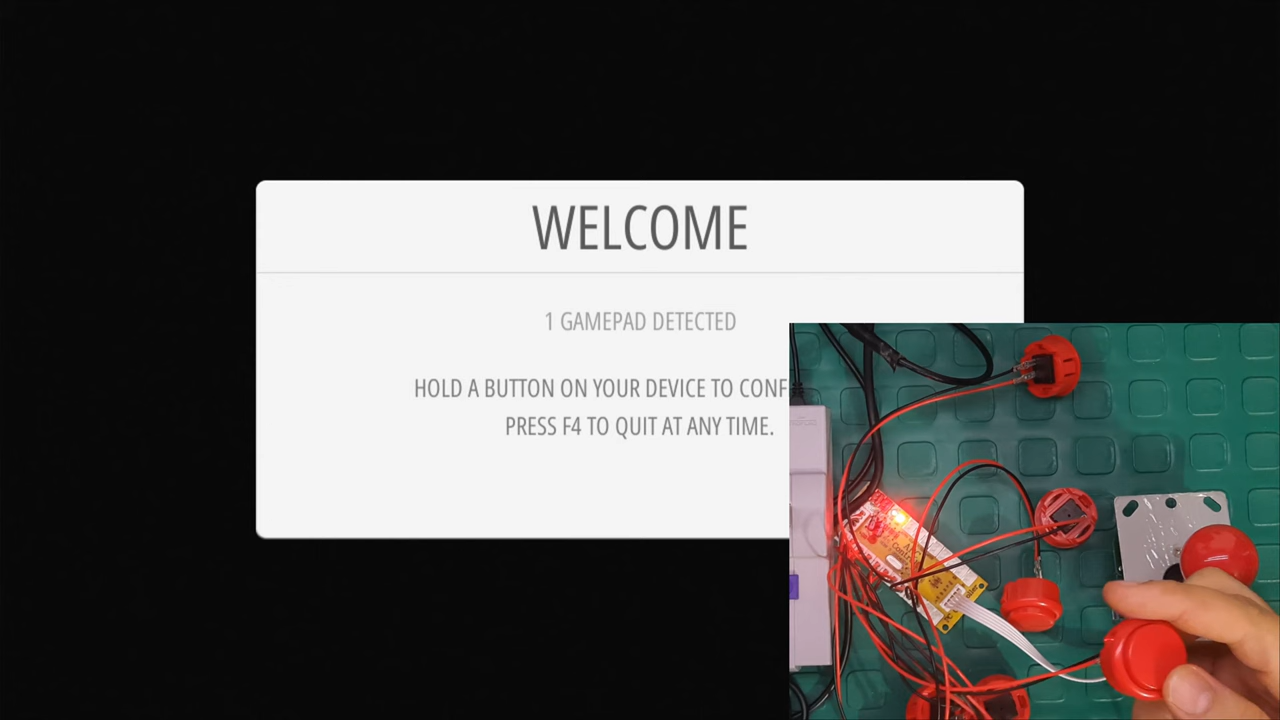 WELCOME
1 GAMEPAD DETECTED
HOLD A BUTTON ON YOUR DEVICE TO CONF
PRESS F4 TO QUIT AT ANY TIME.